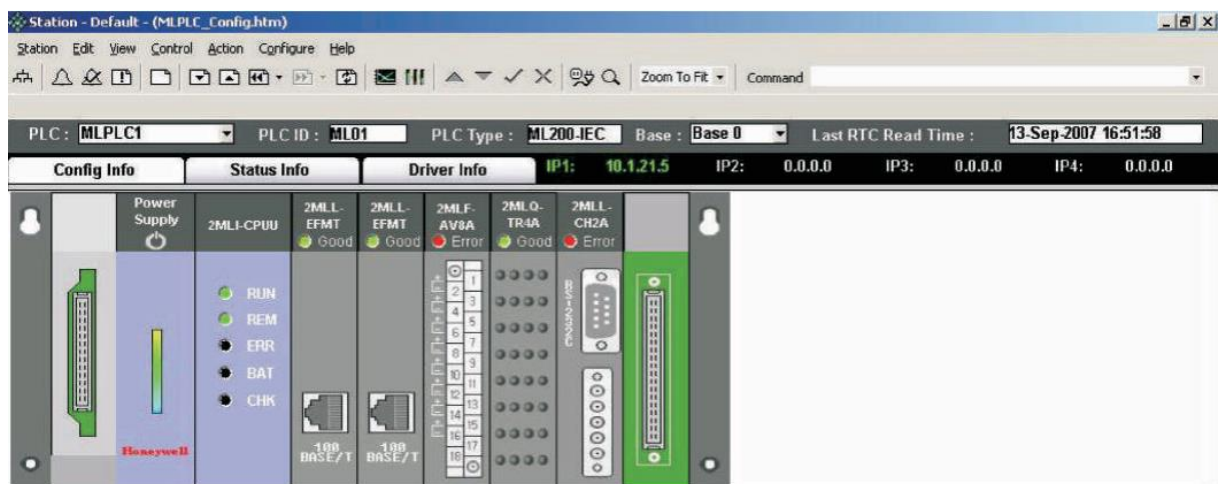 Station - Default - (MLPLC_Config.htm)
Station Edit View Control Action Configure Help
Zoom To Fit Command
PLC: MLPLC1 PLC ID: ML01 PLC Type: ML200-IEC Base: Base 0 Last RTC Read Time: 13-Sep-2007 16:51:58
Config Info Status Info Driver Info IP1: 10.1.21.5 IP2: 0.0.0.0 IP3: 0.0.0.0 IP4: 0.0.0.0
Power Supply
2MLI-CPUU
2MLL-EFMT
Good
2MLL-EFMT
Good
2MLF-AV8A
Error
2MLQ-TR4A
Good
2MLL-CH2A
Error
RUN
REM
ERR
BAT
CHK
Honeywell
100
BASE/T
100
BASE/T
1
2
3
4
5
6
7
8
9
10
11
12
13
14
15
16
17
18
RS-232C